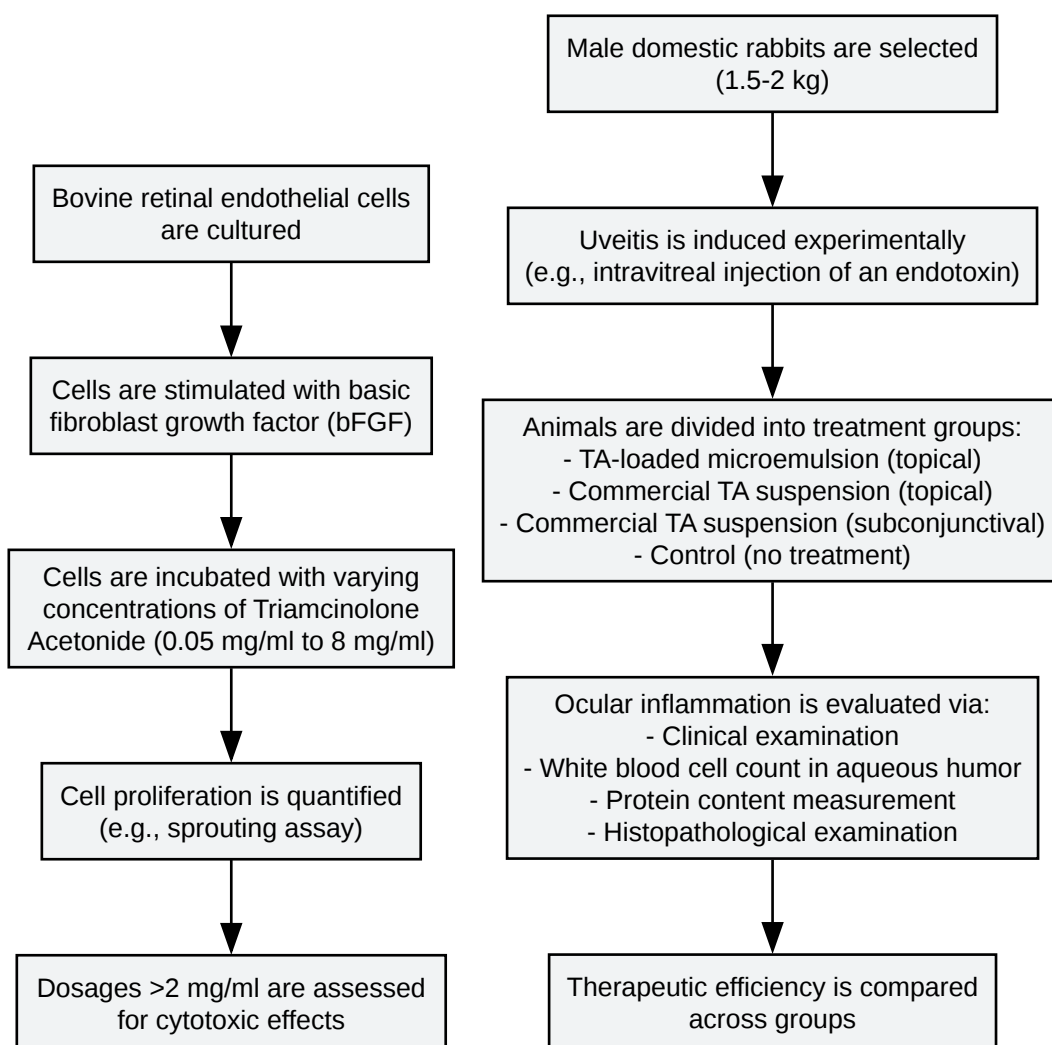 Bovine retinal endothelial cells
are cultured
Cells are stimulated with basic
fibroblast growth factor (bFGF)
Cells are incubated with varying
concentrations of Triamcinolone
Acetonide (0.05 mg/ml to 8 mg/ml)
Cell proliferation is quantified
(e.g., sprouting assay)
Dosages >2 mg/ml are assessed
for cytotoxic effects
Male domestic rabbits are selected
(1.5-2 kg)
Uveitis is induced experimentally
(e.g., intravitreal injection of an endotoxin)
Animals are divided into treatment groups:
- TA-loaded microemulsion (topical)
- Commercial TA suspension (topical)
- Commercial TA suspension (subconjunctival)
- Control (no treatment)
Ocular inflammation is evaluated via:
- Clinical examination
- White blood cell count in aqueous humor
- Protein content measurement
- Histopathological examination
Therapeutic efficiency is compared
across groups